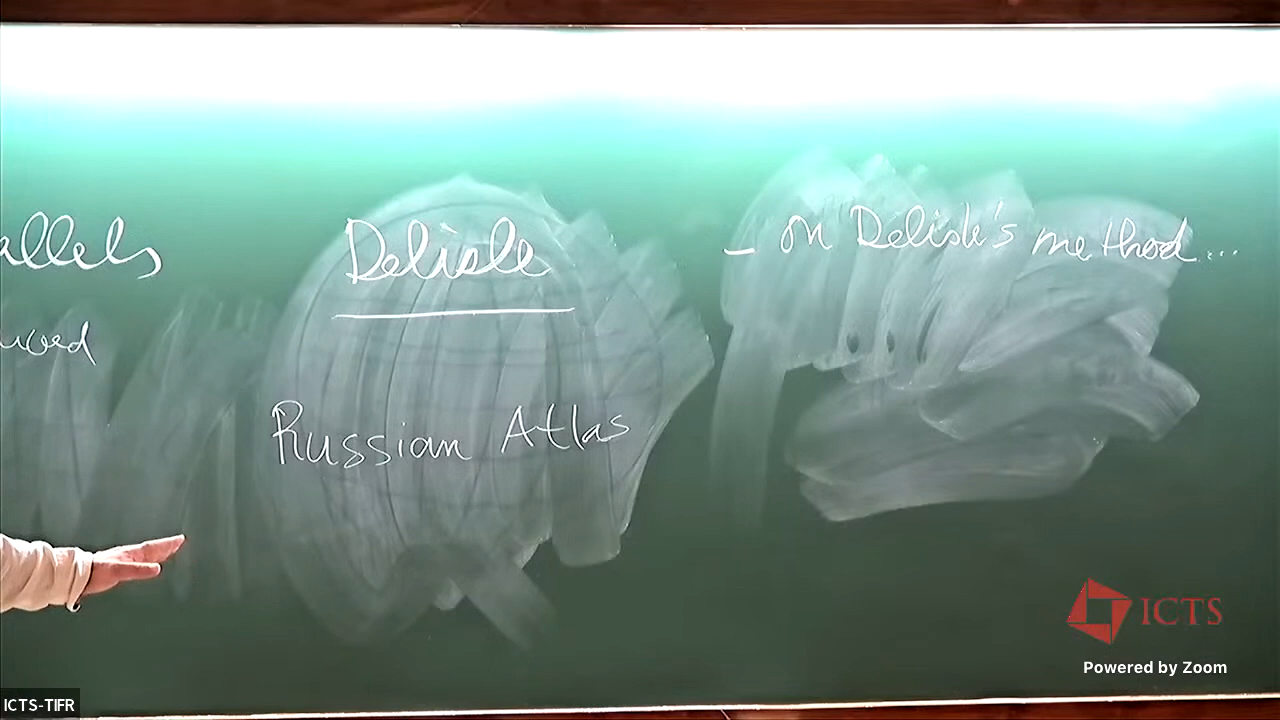 allels
Delisle
Russian Atlas
– on Delisle's method...
ICTS
Powered by Zoom
ICTS-TIFR